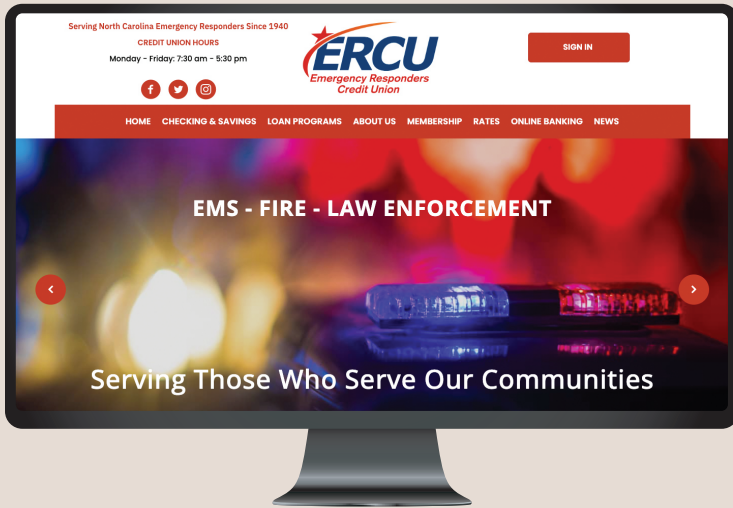 Serving North Carolina Emergency Responders Since 1940
CREDIT UNION HOURS
Monday - Friday: 7:30 am - 5:30 pm
ERCU
Emergency Responders
Credit Union
SIGN IN
HOME CHECKING & SAVINGS LOAN PROGRAMS ABOUT US MEMBERSHIP RATES ONLINE BANKING NEWS
EMS - FIRE - LAW ENFORCEMENT
Serving Those Who Serve Our Communities